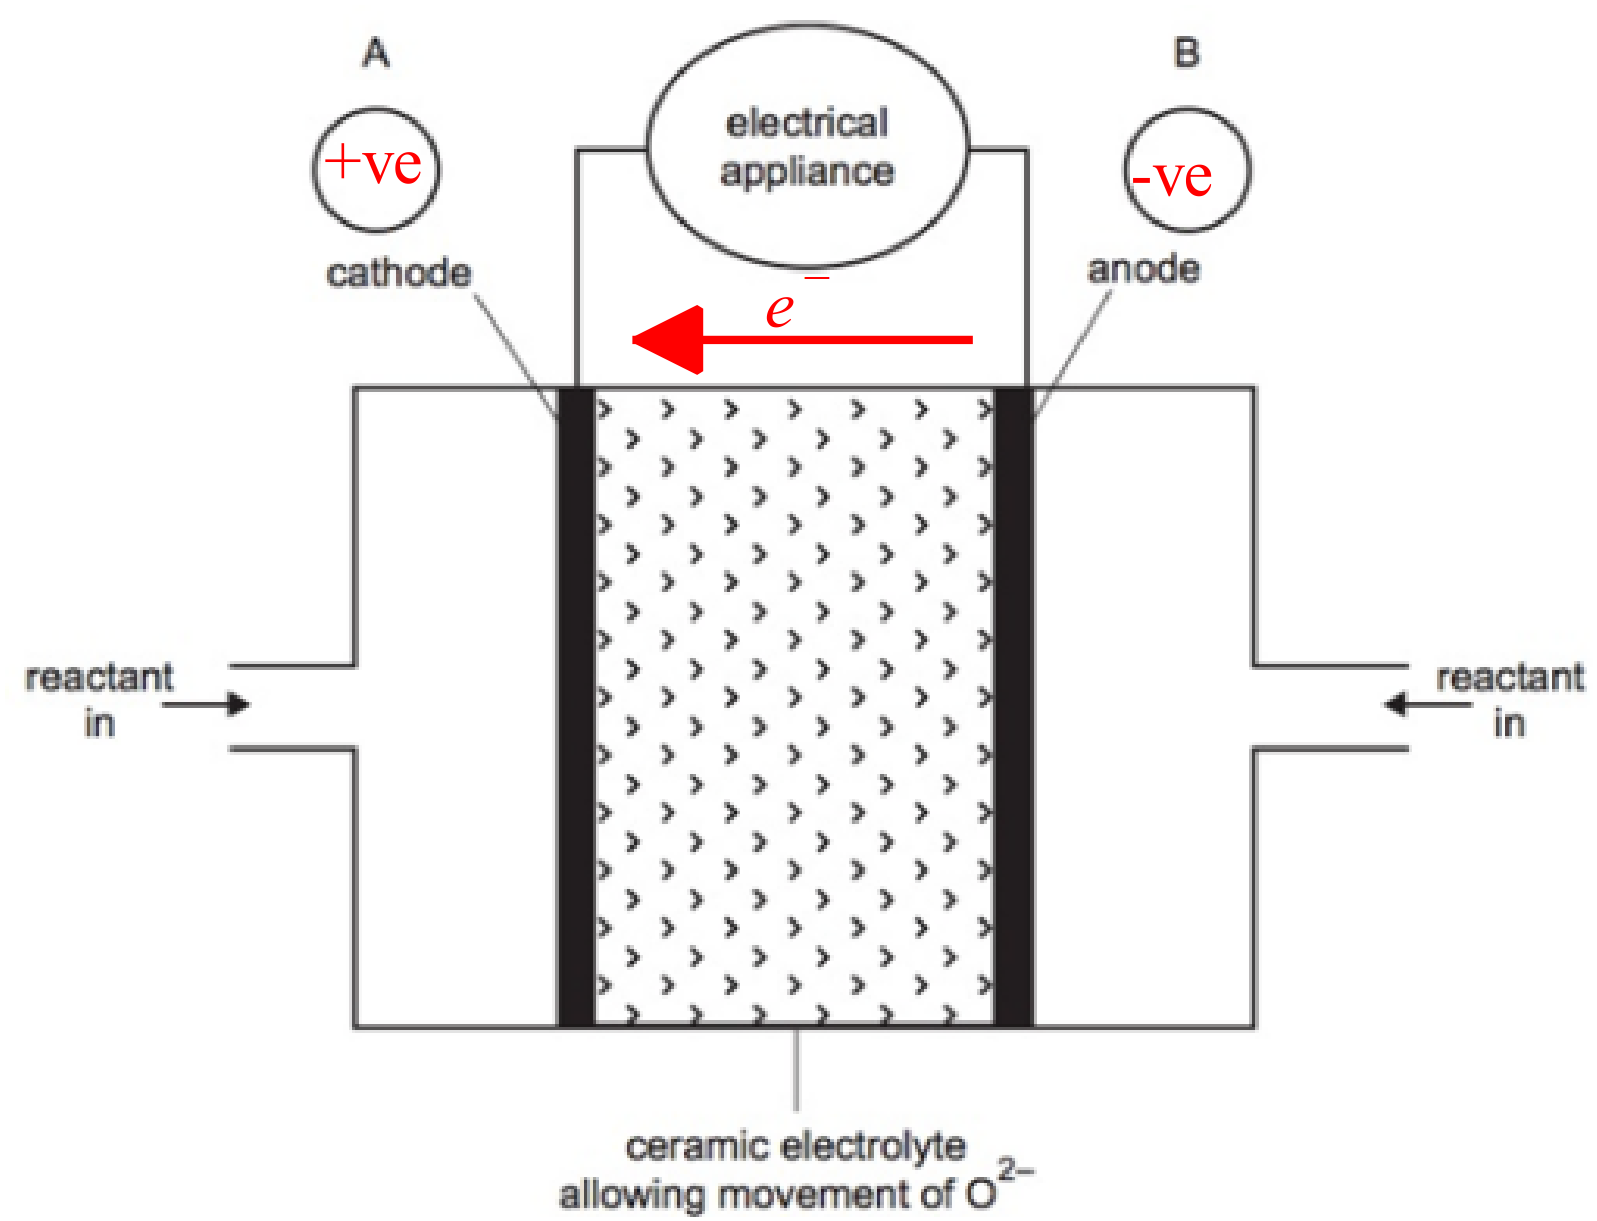 A
B
electrical
appliance
+ve
-ve
cathode
anode
e⁻
reactant
in
reactant
in
ceramic electrolyte
allowing movement of O²⁻